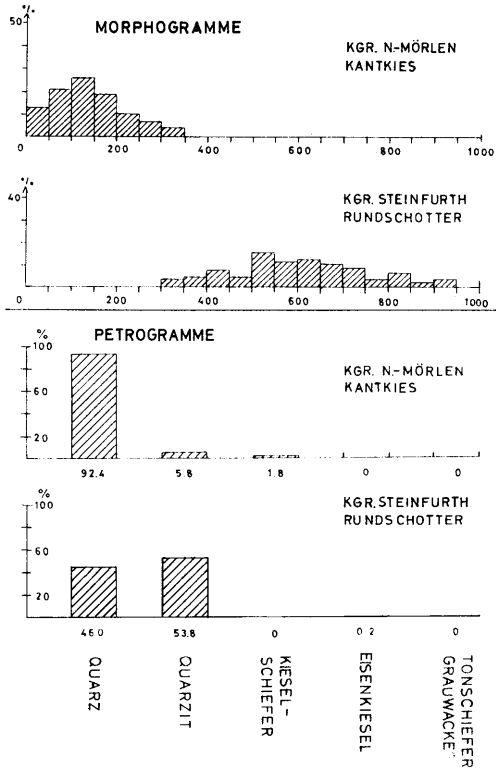 %
50
MORPHOGRAMME
KGR. N.-MÖRLEN
KANTKIES
0 200 400 600 800 1000
%
40
KGR. STEINFURTH
RUNDSCHOTTER
0 200 400 600 800 1000
PETROGRAMME
%
100
60
20
KGR. N.-MÖRLEN
KANTKIES
92.4 5.8 1.8 0 0
%
100
60
20
KGR. STEINFURTH
RUNDSCHOTTER
46.0 53.8 0 0 2 0
QUARZ
QUARZIT
KIESEL-
SCHIEFER
EISENKIESEL
TONSCHIEFER
GRAUWACKE